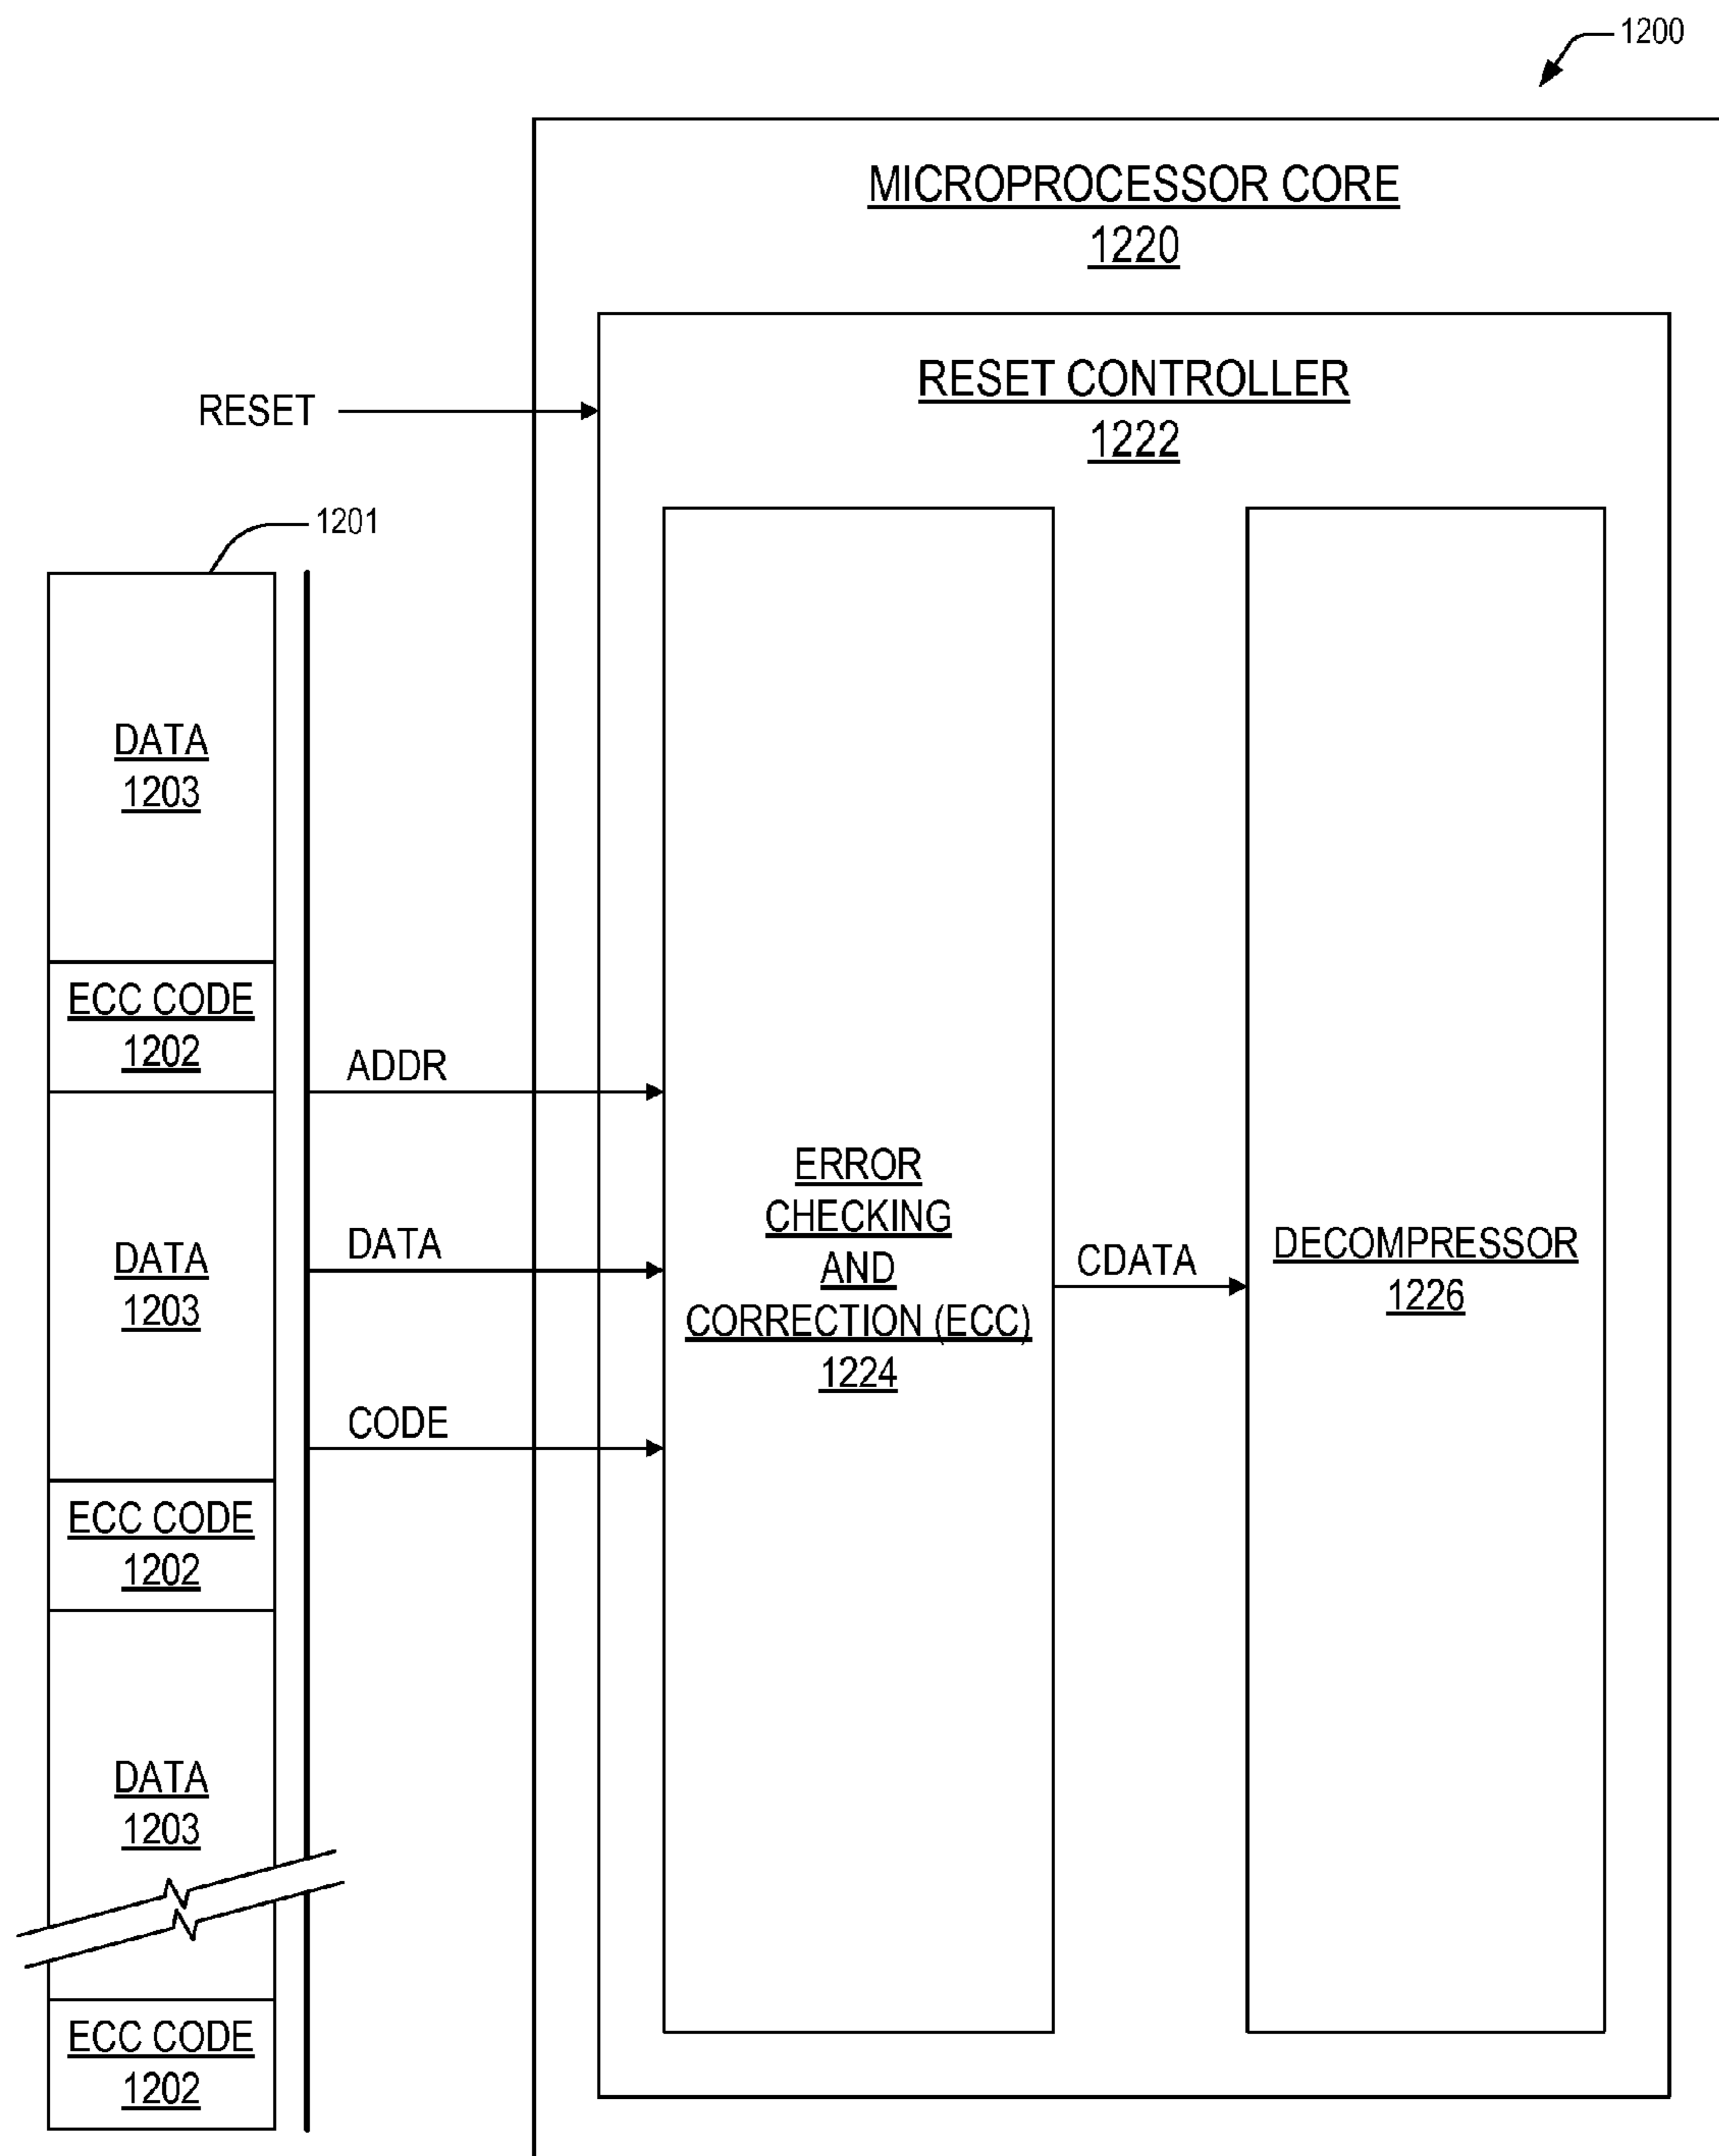 1200
MICROPROCESSOR CORE
1220
RESET CONTROLLER
1222
RESET
1201
DATA
1203
ECC CODE
1202
ADDR
DATA
1203
DATA
CODE
ERROR
CHECKING
AND
CORRECTION (ECC)
1224
CDATA
DECOMPRESSOR
1226
ECC CODE
1202
DATA
1203
ECC CODE
1202